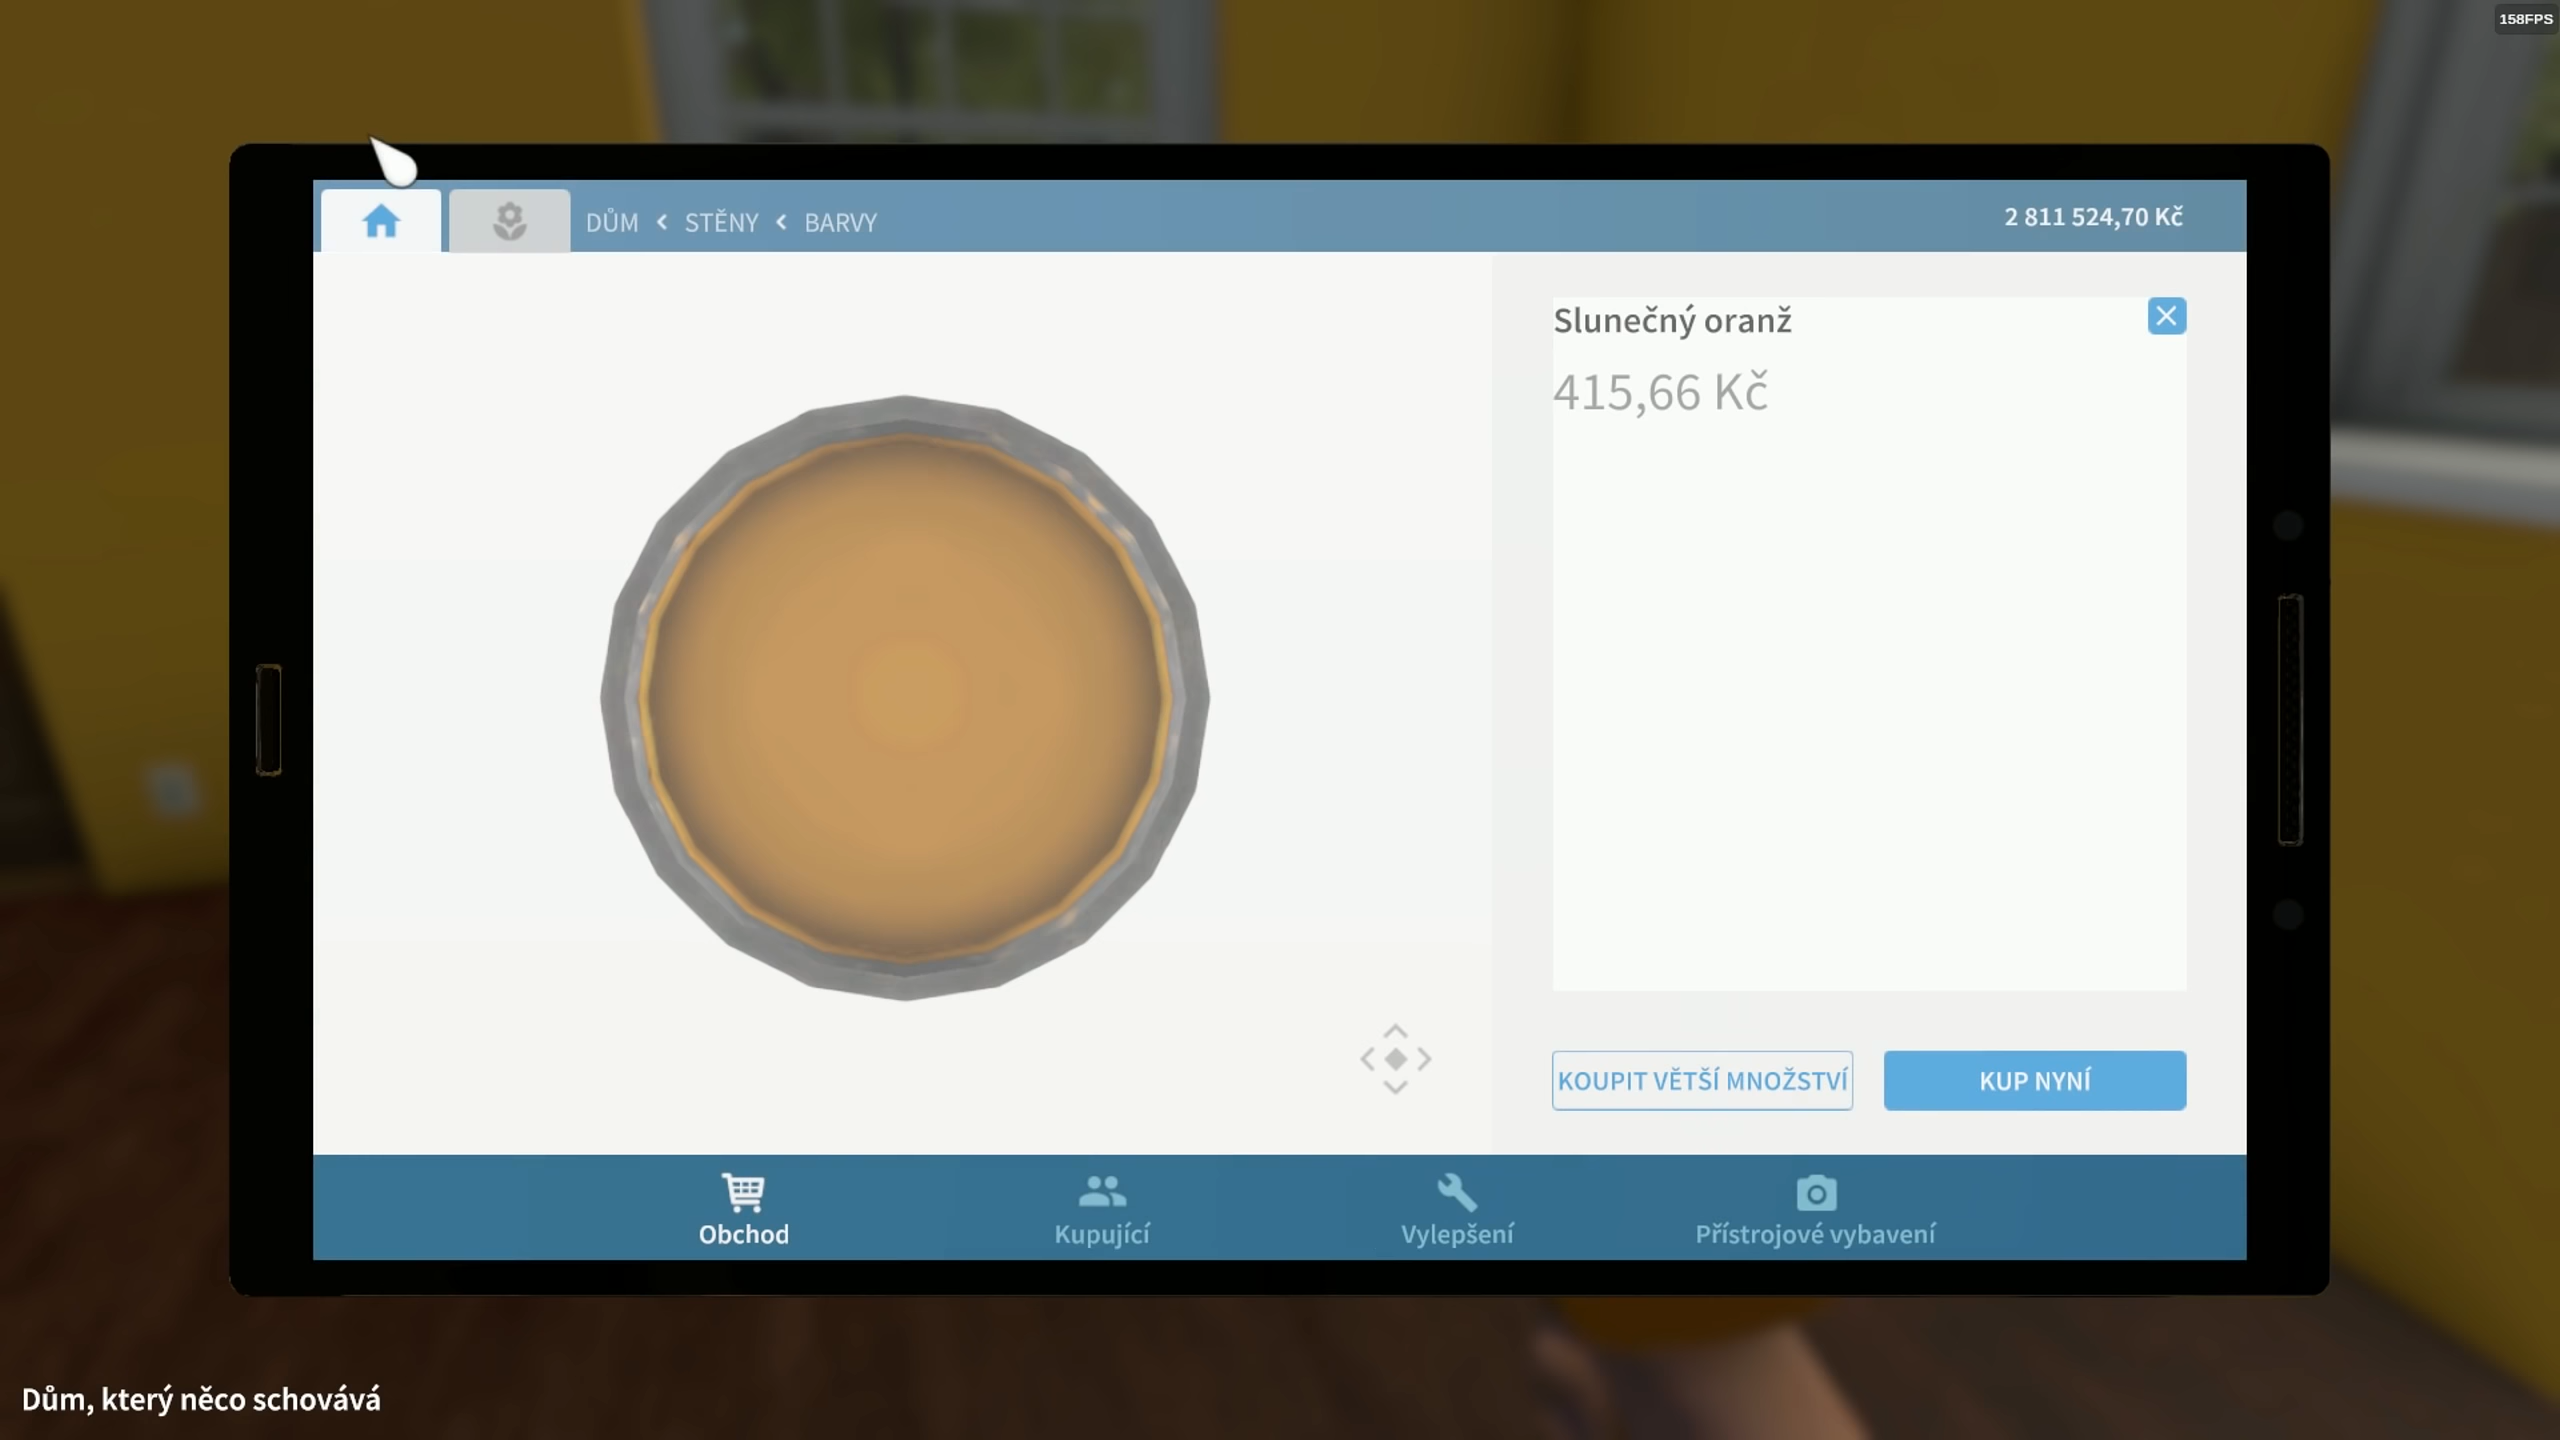 158FPS
DŮM < STĚNY < BARVY
2 811 524,70 Kč
Slunečný oranž
415,66 Kč
KOUPIT VĚTŠÍ MNOŽSTVÍ
KUP NYNÍ
Obchod
Kupující
Vylepšení
Přístrojové vybavení
Dům, který něco schovává